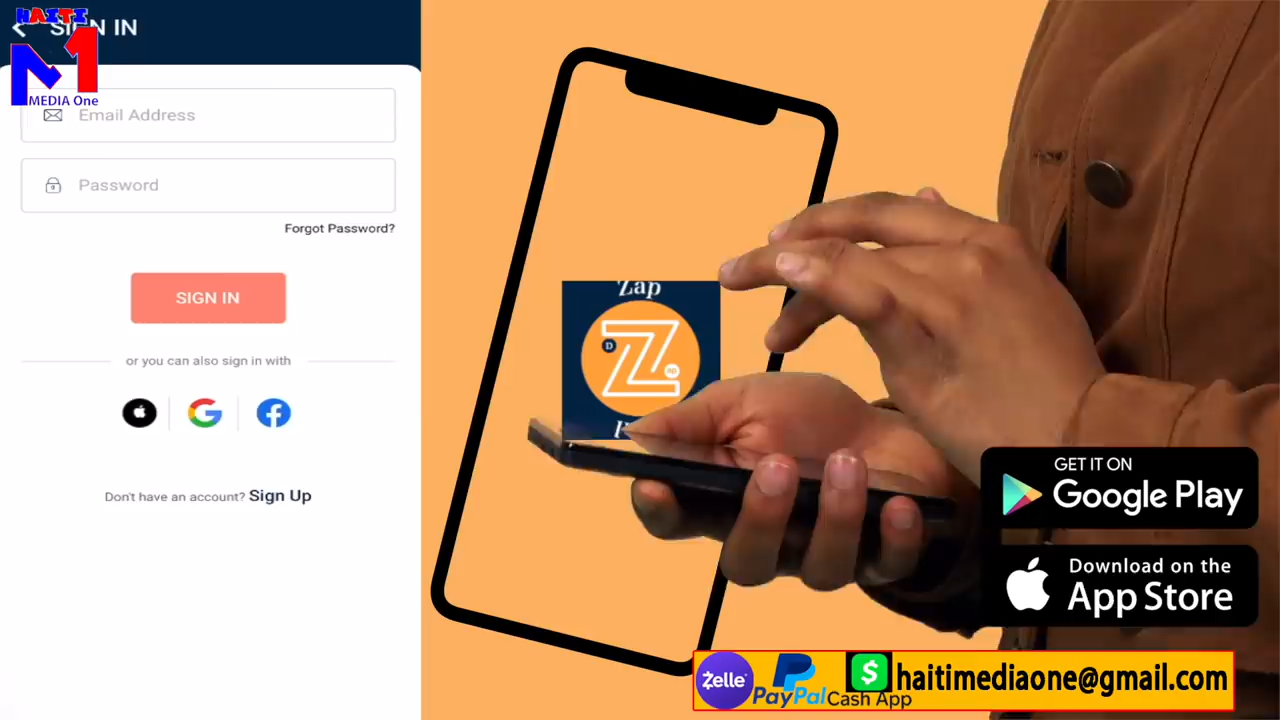 HAITI
M1
MEDIA One
SIGN IN
Email Address
Password
Forgot Password?
SIGN IN
or you can also sign in with
Don't have an account? Sign Up
Zap
Z
D
GET IT ON
Google Play
Download on the
App Store
Zelle
PayPal
$
Cash App
haitimediaone@gmail.com